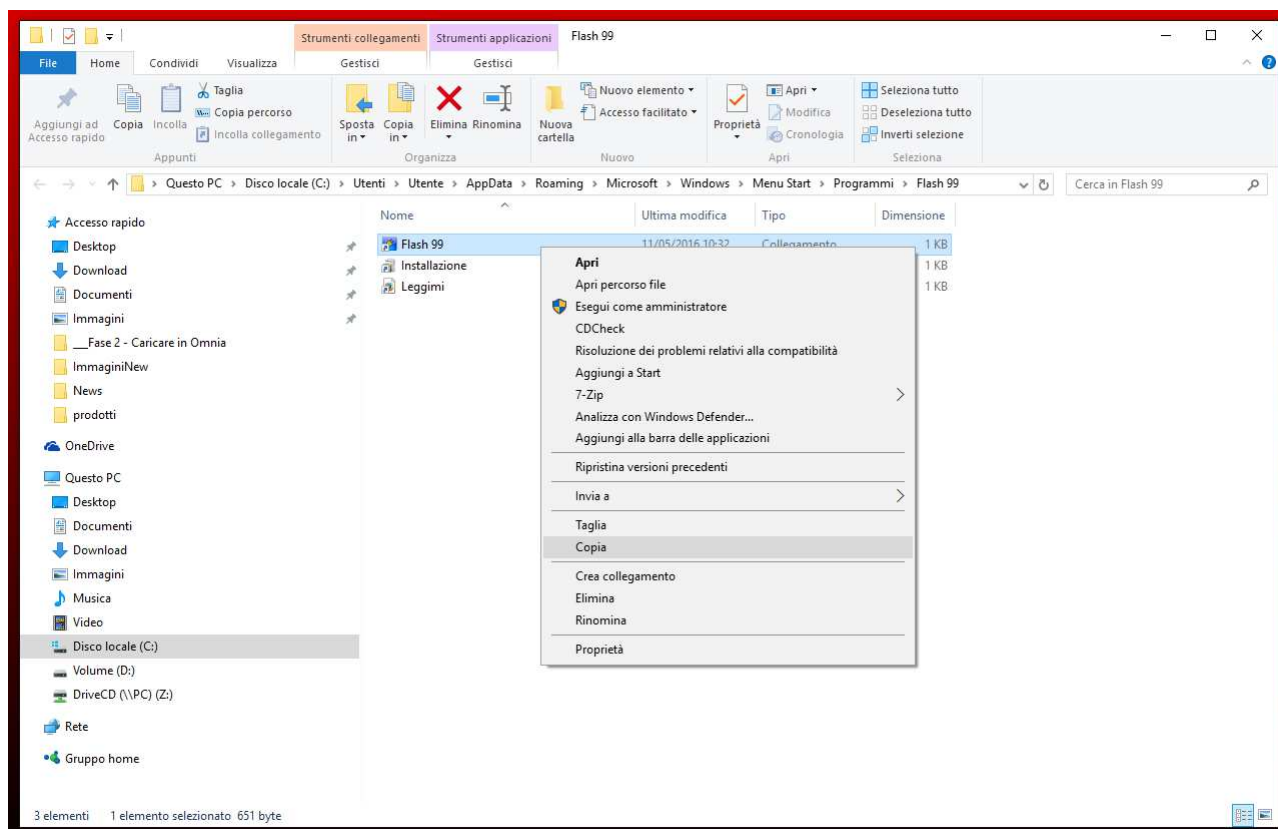 Strumenti collegamenti Strumenti applicazioni Flash 99
File Home Condividi Visualizza Gestisci Gestisci
Aggiungi ad Accesso rapido
Copia
Incolla
Taglia
Copia percorso
Incolla collegamento
Appunti
Sposta in
Copia in
Elimina
Rinomina
Organizza
Nuova cartella
Nuovo elemento
Accesso facilitato
Nuovo
Proprietà
Apri
Modifica
Cronologia
Apri
Seleziona tutto
Deseleziona tutto
Inverti selezione
Seleziona
Questo PC > Disco locale (C:) > Utenti > Utente > AppData > Roaming > Microsoft > Windows > Menu Start > Programmi > Flash 99
Cerca in Flash 99
Accesso rapido
Desktop
Download
Documenti
Immagini
__Fase 2 - Caricare in Omnia
ImmaginiNew
News
prodotti
OneDrive
Questo PC
Desktop
Documenti
Download
Immagini
Musica
Video
Disco locale (C:)
Volume (D:)
DriveCD (\\PC) (Z:)
Rete
Gruppo home
Nome Ultima modifica Tipo Dimensione
Flash 99 11/05/2016 10:32 Collegamento 1 KB
Installazione 1 KB
Leggimi 1 KB
Apri
Apri percorso file
Esegui come amministratore
CDCheck
Risoluzione dei problemi relativi alla compatibilità
Aggiungi a Start
7-Zip
Analizza con Windows Defender...
Aggiungi alla barra delle applicazioni
Ripristina versioni precedenti
Invia a
Taglia
Copia
Crea collegamento
Elimina
Rinomina
Proprietà
3 elementi 1 elemento selezionato 651 byte